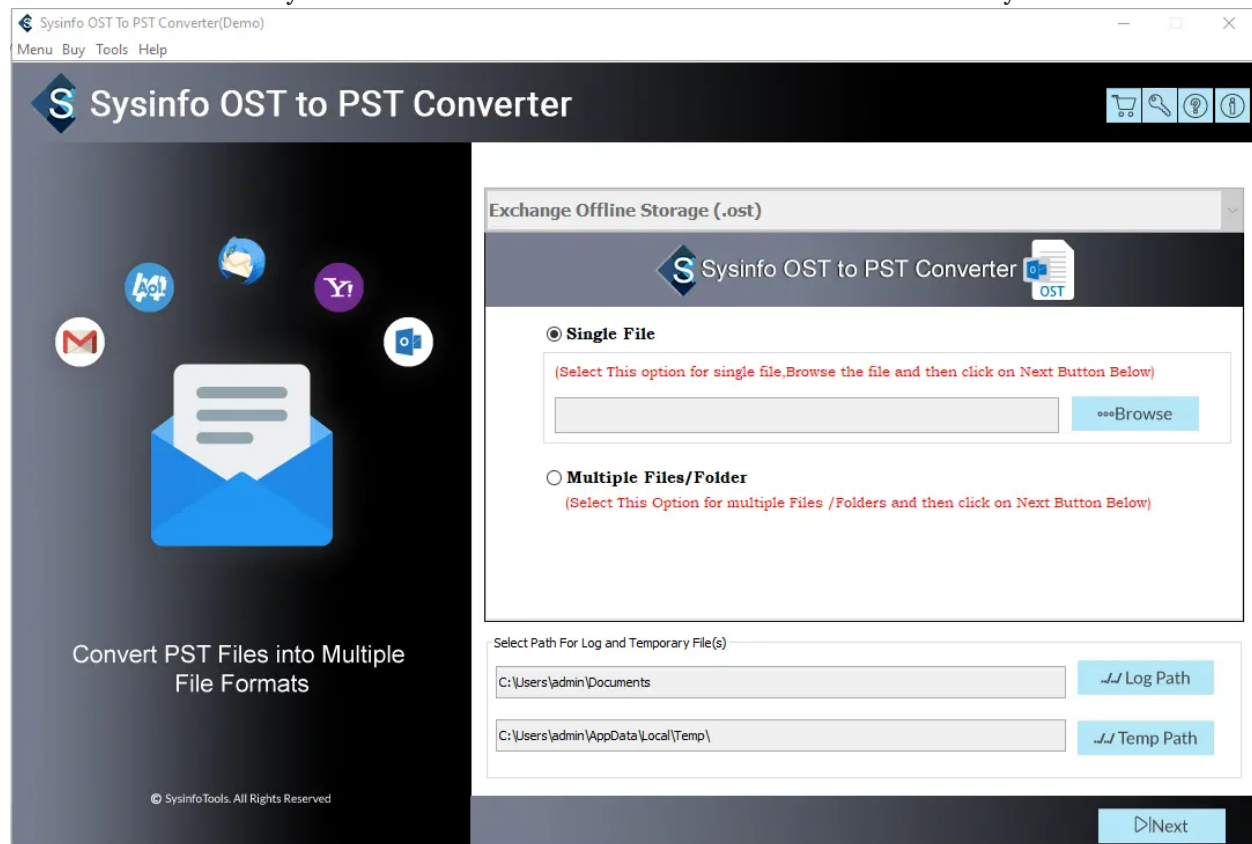 Sysinfo OST To PST Converter(Demo)
Menu Buy Tools Help
S Sysinfo OST to PST Converter
Exchange Offline Storage (.ost)
S Sysinfo OST to PST Converter OST
Aol
Y!
M
Single File
(Select This option for single file,Browse the file and then click on Next Button Below)
Browse
Multiple Files/Folder
(Select This Option for multiple Files /Folders and then click on Next Button Below)
Convert PST Files into Multiple
File Formats
© SysinfoTools. All Rights Reserved
Select Path For Log and Temporary File(s)
C:\Users\admin\Documents
../../ Log Path
C:\Users\admin\AppData\Local\Temp\
../../ Temp Path
Next